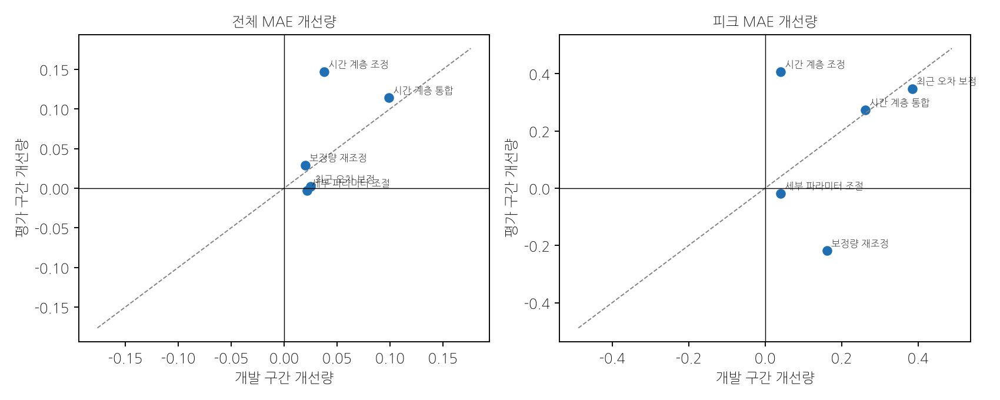 전체 MAE 개선량
평가 구간 개선량
0.15
0.10
0.05
0.00
-0.05
-0.10
-0.15
시간 계층 조정
시간 계층 통합
보정량 재조정
최근 오차 보정
세부 파라미터 조절
-0.15 -0.10 -0.05 0.00 0.05 0.10 0.15
개발 구간 개선량
피크 MAE 개선량
평가 구간 개선량
0.4
0.2
0.0
-0.2
-0.4
시간 계층 조정
최근 오차 보정
시간 계층 통합
세부 파라미터 조절
보정량 재조정
-0.4 -0.2 0.0 0.2 0.4
개발 구간 개선량